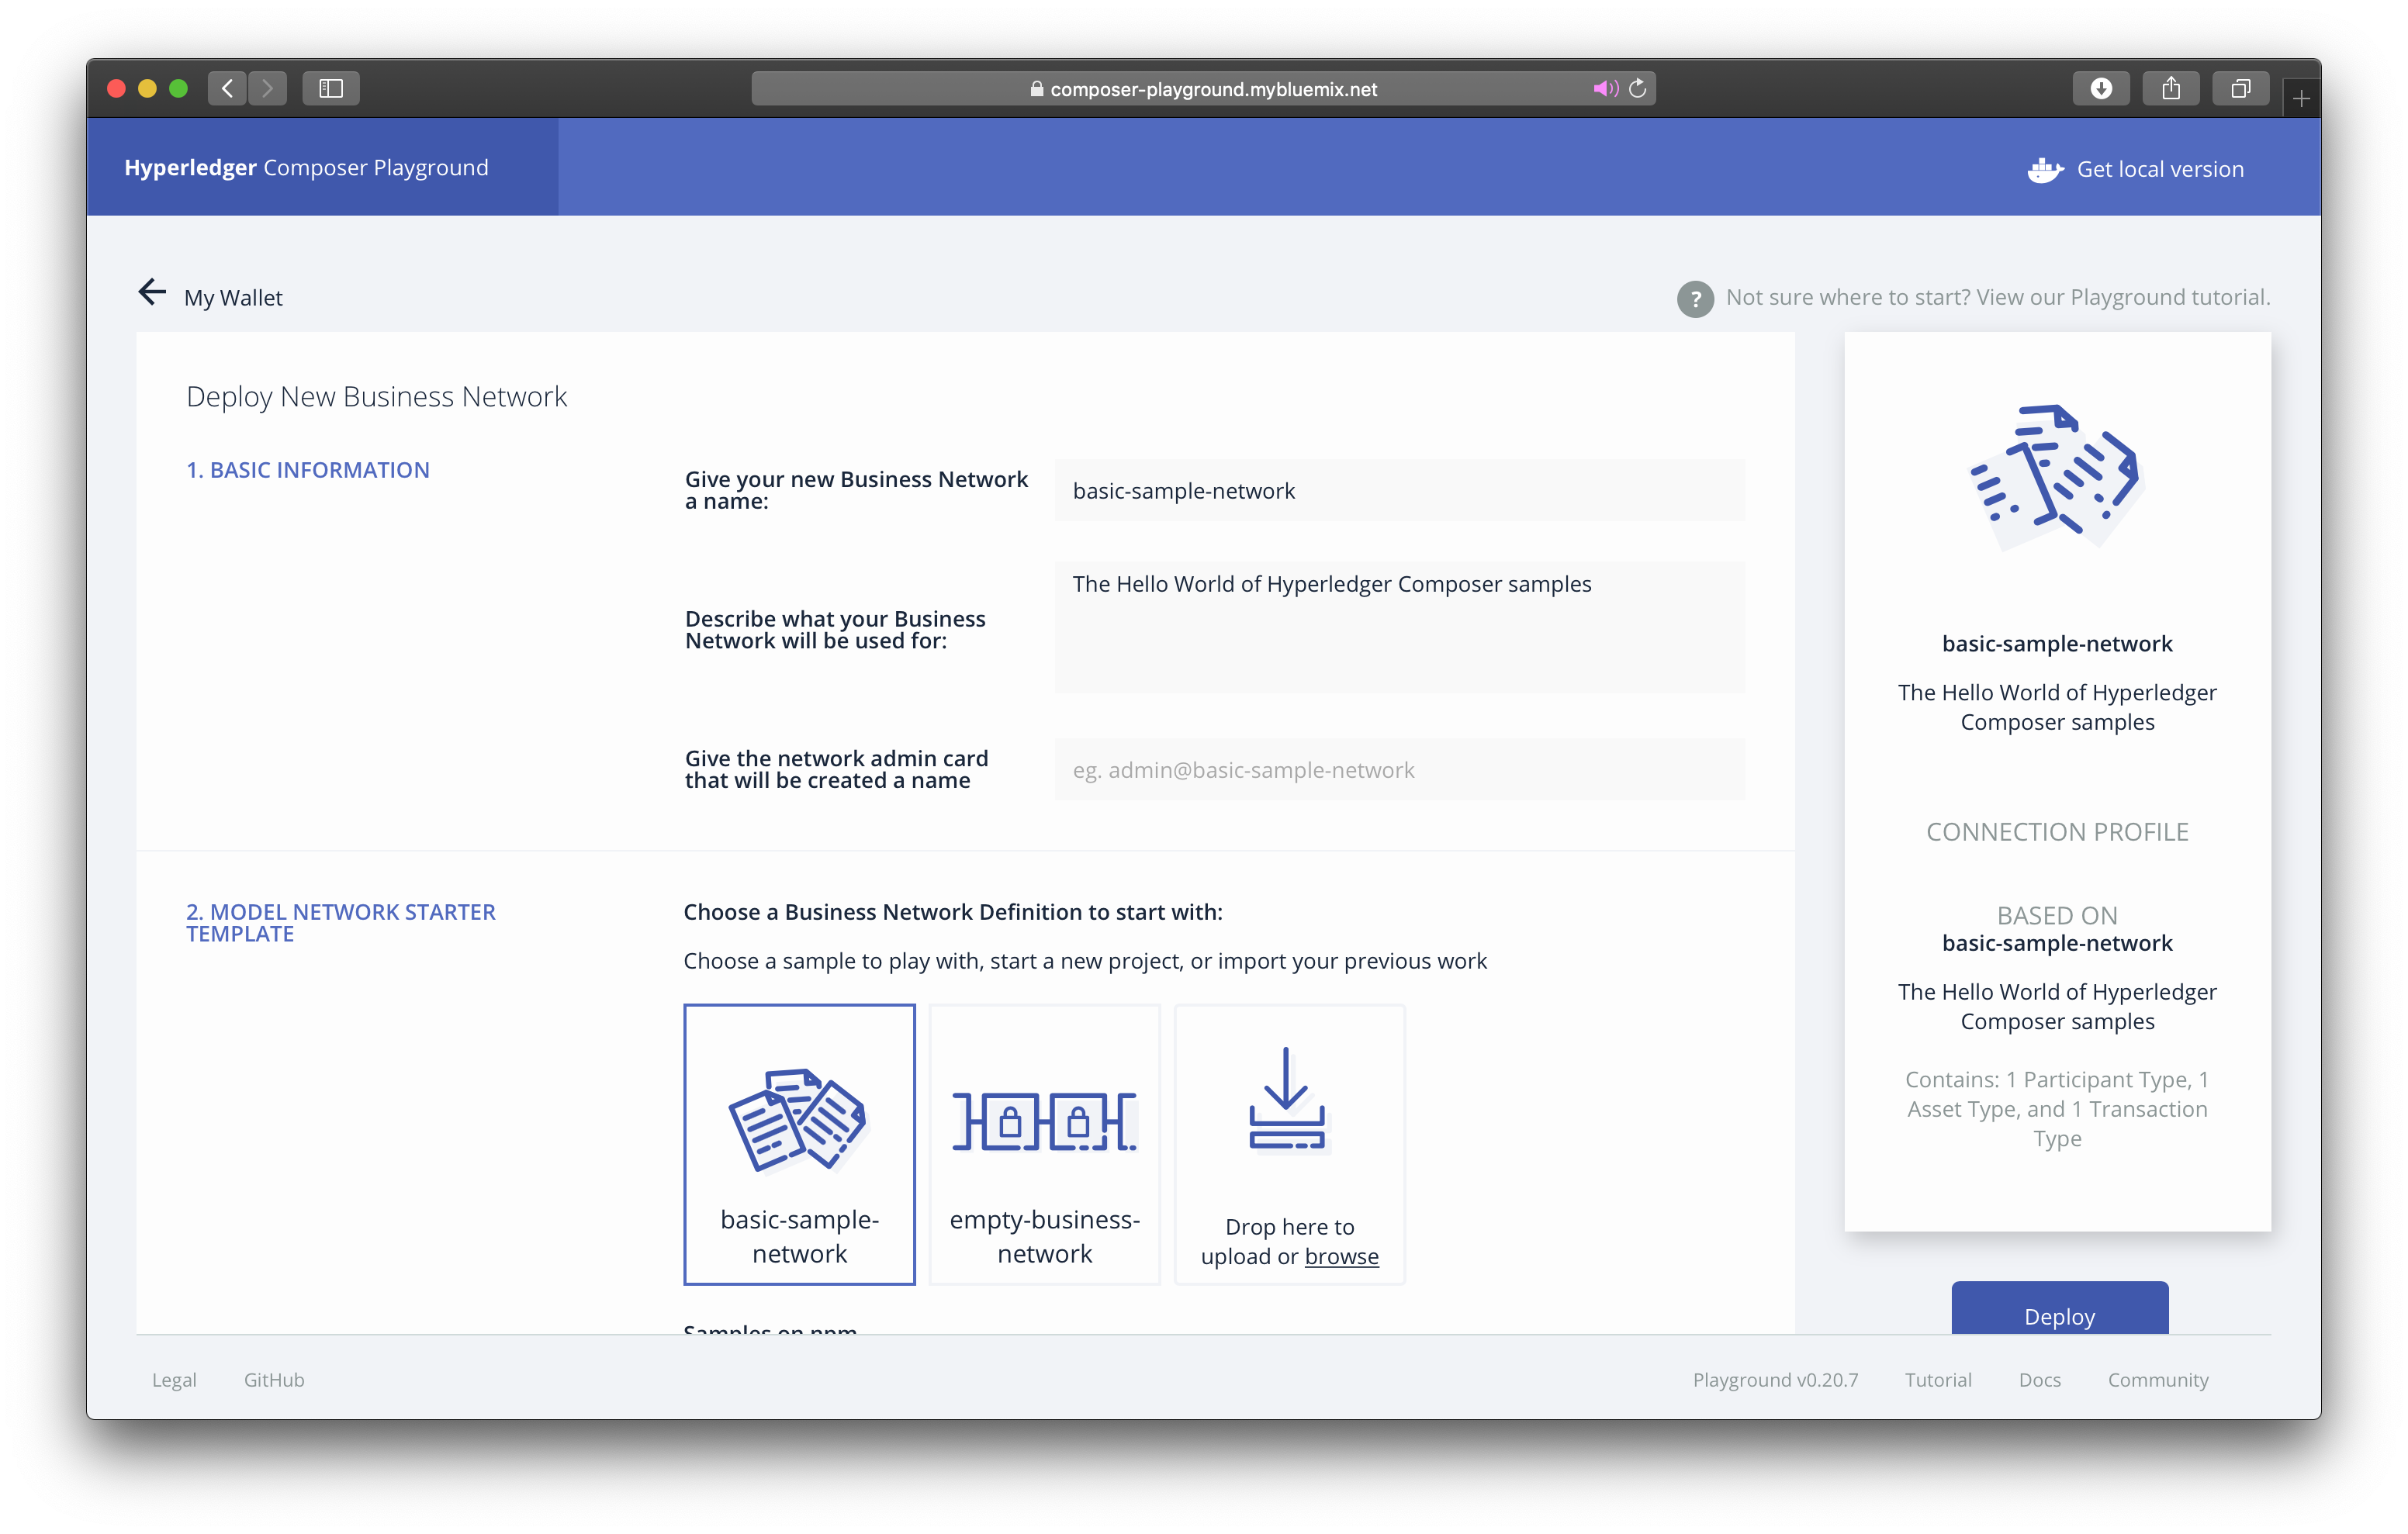 composer-playground.mybluemix.net
Hyperledger Composer Playground
Get local version
My Wallet
? Not sure where to start? View our Playground tutorial.
Deploy New Business Network
1. BASIC INFORMATION
Give your new Business Network
a name:
basic-sample-network
Describe what your Business
Network will be used for:
The Hello World of Hyperledger Composer samples
Give the network admin card
that will be created a name
eg. admin@basic-sample-network
2. MODEL NETWORK STARTER
TEMPLATE
Choose a Business Network Definition to start with:
Choose a sample to play with, start a new project, or import your previous work
basic-sample-
network
empty-business-
network
Drop here to
upload or browse
Samples on npm
basic-sample-network
The Hello World of Hyperledger
Composer samples
CONNECTION PROFILE
BASED ON
basic-sample-network
The Hello World of Hyperledger
Composer samples
Contains: 1 Participant Type, 1
Asset Type, and 1 Transaction
Type
Deploy
Legal
GitHub
Playground v0.20.7
Tutorial
Docs
Community